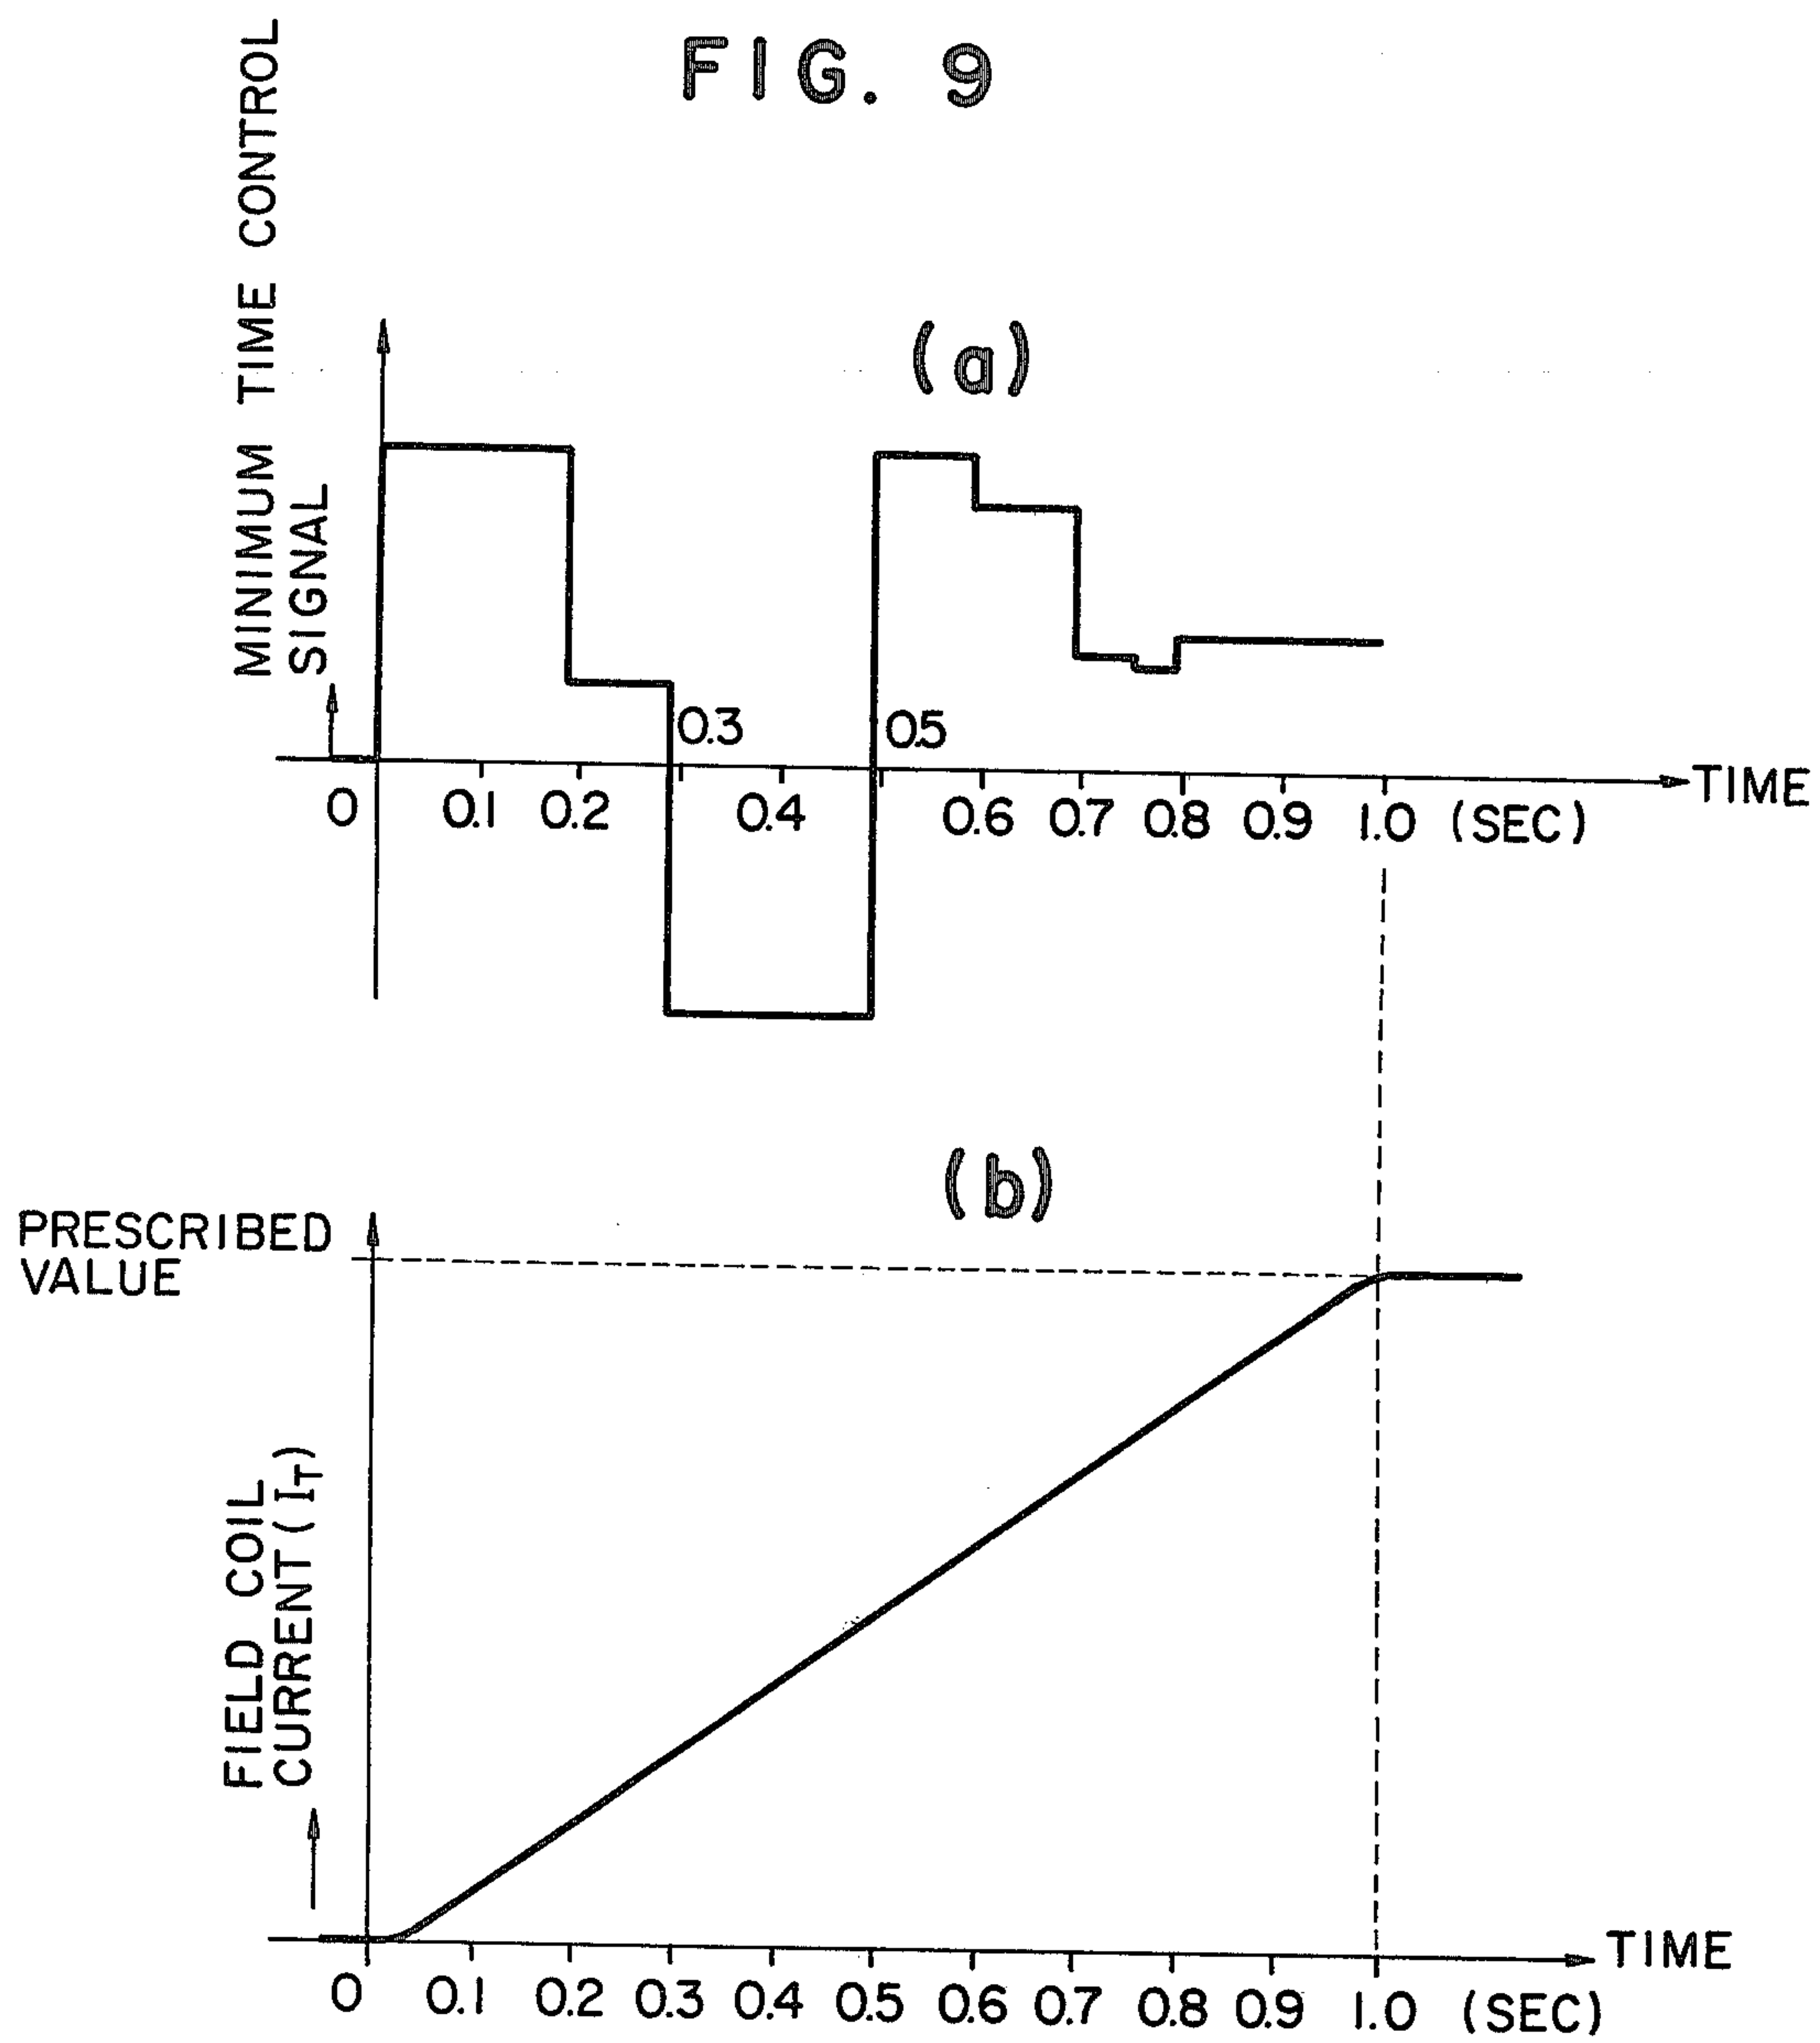 FIG. 9
MINIMUM TIME CONTROL
SIGNAL
(a)
0.3
0.5
TIME
0
0.1
0.2
0.4
0.6
0.7
0.8
0.9
1.0
(SEC)
(b)
PRESCRIBED
VALUE
FIELD COIL
CURRENT (IT)
TIME
0
0.1
0.2
0.3
0.4
0.5
0.6
0.7
0.8
0.9
1.0
(SEC)